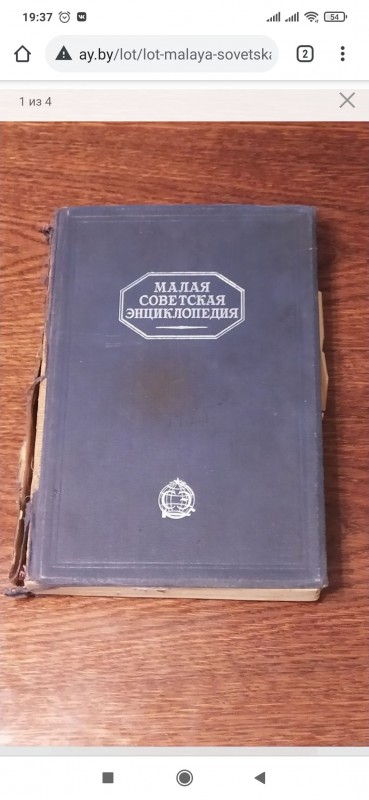 19:37
54
ay.by/lot/lot-malaya-sovetska
2
1 из 4
МАЛАЯ
СОВЕТСКАЯ
ЭНЦИКЛОПЕДИЯ